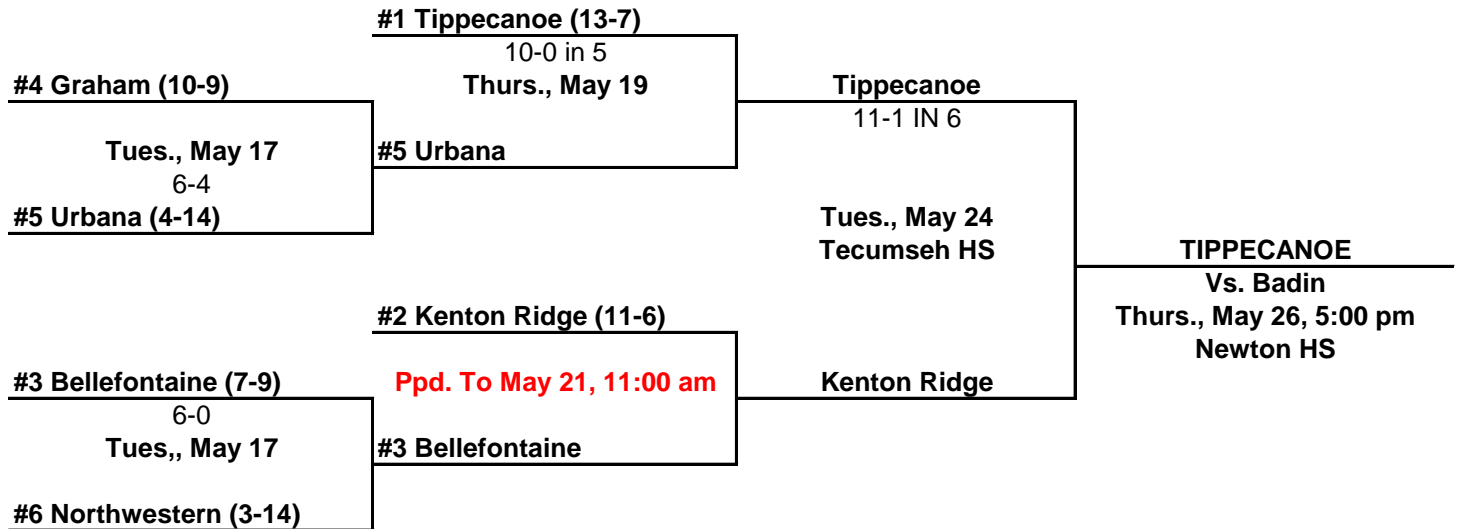 #1 Tippecanoe (13-7)
10-0 in 5
#4 Graham (10-9)
Thurs., May 19
Tippecanoe
11-1 IN 6
Tues., May 17
#5 Urbana
6-4
#5 Urbana (4-14)
Tues., May 24
Tecumseh HS
TIPPECANOE
Vs. Badin
#2 Kenton Ridge (11-6)
Thurs., May 26, 5:00 pm
Newton HS
#3 Bellefontaine (7-9)
Ppd. To May 21, 11:00 am
Kenton Ridge
6-0
Tues,, May 17
#3 Bellefontaine
#6 Northwestern (3-14)